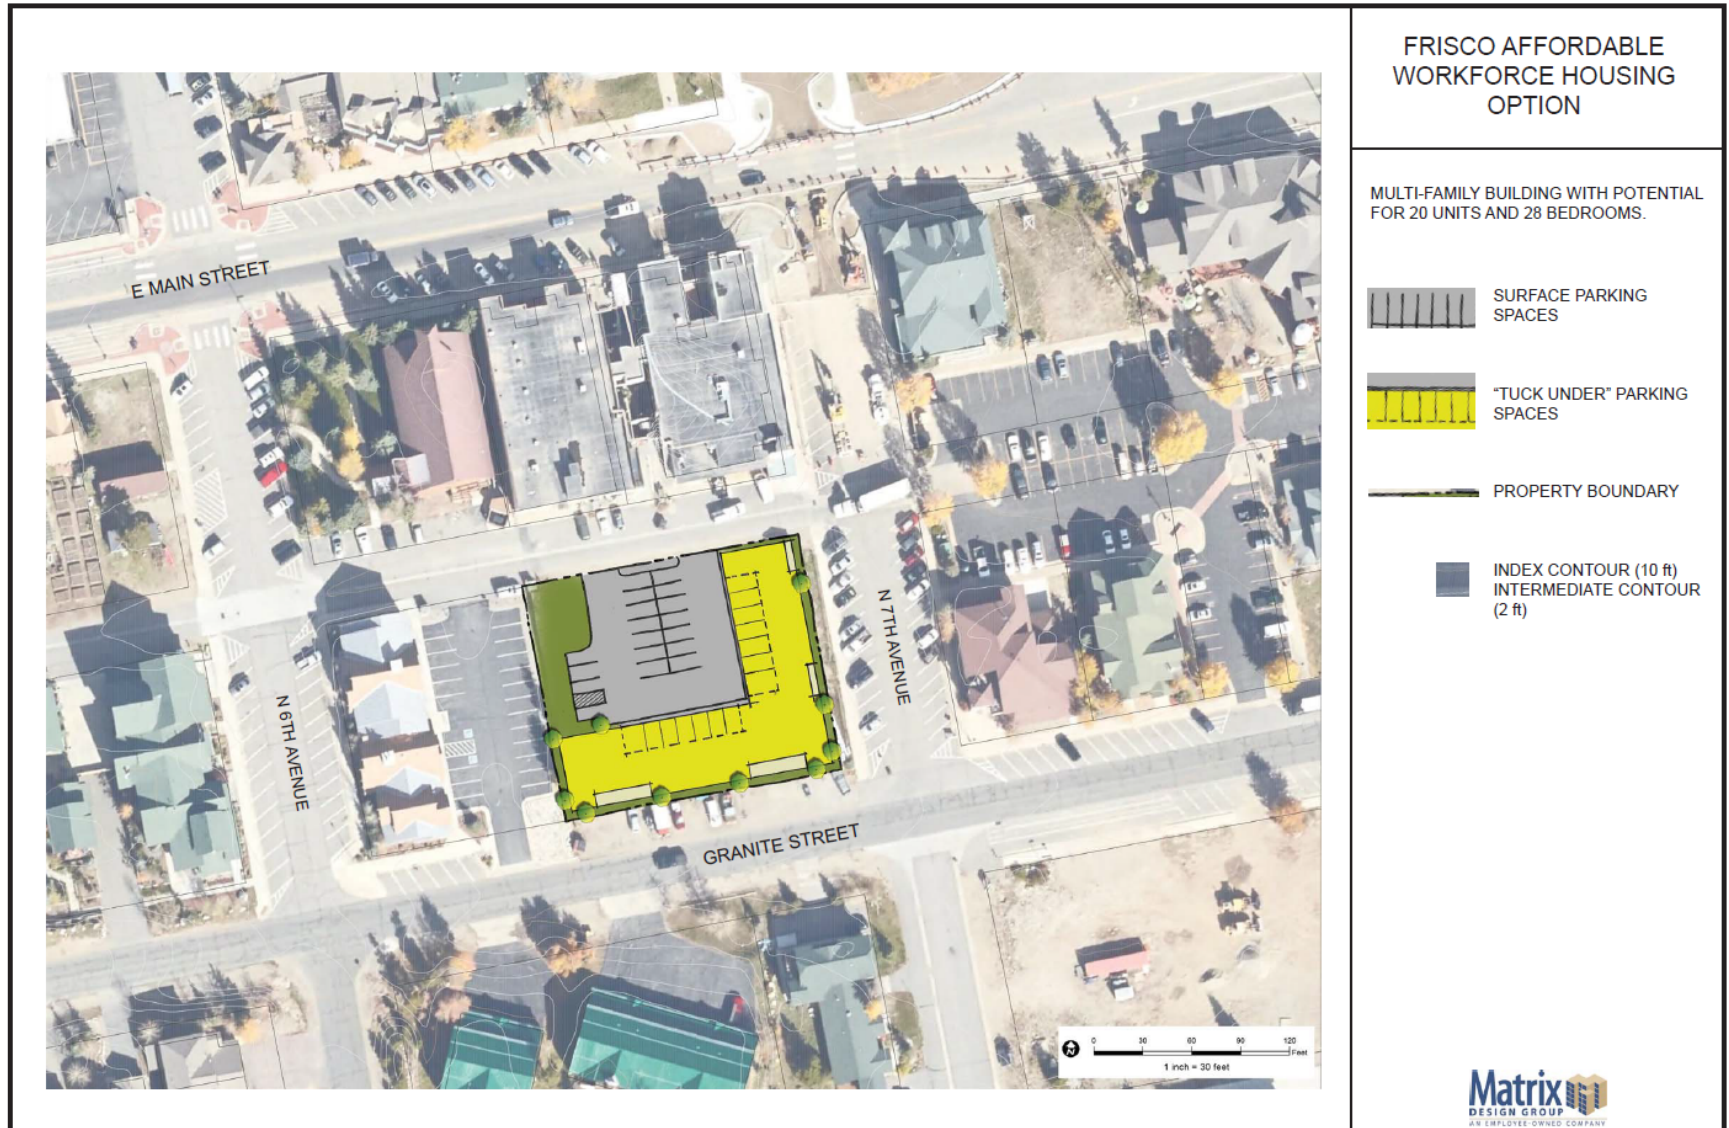 FRISCO AFFORDABLE
WORKFORCE HOUSING
OPTION
MULTI-FAMILY BUILDING WITH POTENTIAL
FOR 20 UNITS AND 28 BEDROOMS.
SURFACE PARKING
SPACES
“TUCK UNDER” PARKING
SPACES
PROPERTY BOUNDARY
INDEX CONTOUR (10 ft)
INTERMEDIATE CONTOUR
(2 ft)
E MAIN STREET
N 6TH AVENUE
N 7TH AVENUE
GRANITE STREET
N
0 30 60 90 120
Feet
1 inch = 30 feet
Matrix
DESIGN GROUP
AN EMPLOYEE-OWNED COMPANY